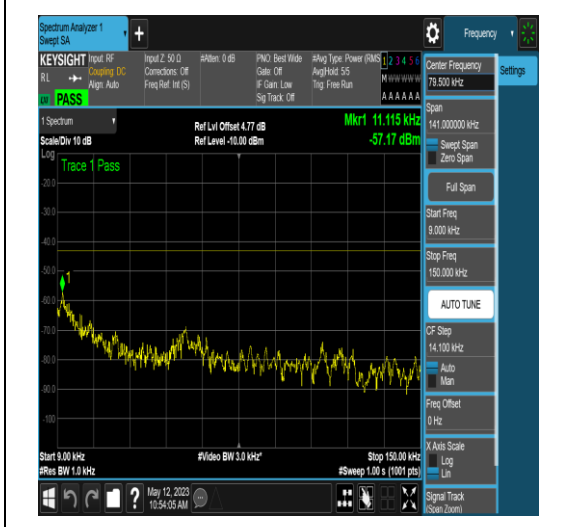 Spectrum Analyzer 1
Swept SA
+
Frequency
KEYSIGHT
RL
PASS
Input: RF
Coupling: DC
Align: Auto
Input Z: 50 Ω
Corrections: Off
Freq Ref: Int (S)
#Atten: 0 dB
PNO: Best Wide
Gate: Off
IF Gain: Low
Sig Track: Off
#Avg Type: Power (RMS
Avg|Hold: 5/5
Trig: Free Run
1 2 3 4 5 6
M W W W W W
A A A A A A
1 Spectrum
Scale/Div 10 dB
Ref Lvl Offset 4.77 dB
Ref Level -10.00 dBm
Mkr1 11.115 kHz
-57.17 dBm
Log
Trace 1 Pass
-20.0
-30.0
-40.0
-50.0
1
-60.0
-70.0
-80.0
-90.0
-100
Start 9.00 kHz
#Res BW 1.0 kHz
#Video BW 3.0 kHz*
Stop 150.00 kHz
#Sweep 1.00 s (1001 pts)
?
May 12, 2023
10:54:05 AM
Center Frequency
79.500 kHz
Settings
Span
141.000000 kHz
Swept Span
Zero Span
Full Span
Start Freq
9.000 kHz
Stop Freq
150.000 kHz
AUTO TUNE
CF Step
14.100 kHz
Auto
Man
Freq Offset
0 Hz
X Axis Scale
Log
Lin
Signal Track
(Span Zoom)